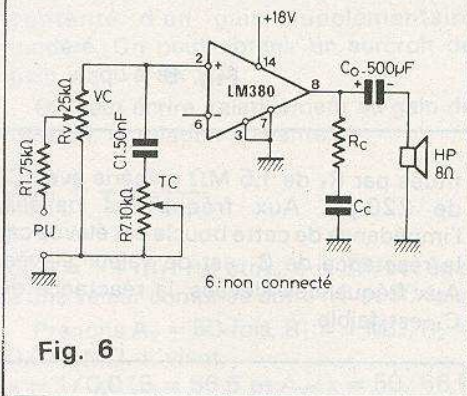 +18V
2
+
14
LM380
8
Co-500µF
+
-
-
6
3
7
R1-75kΩ
Rv-25kΩ
VC
C1-50nF
R7-10kΩ
TC
Rc
Cc
HP
8Ω
PU
6:non connecté
Fig. 6